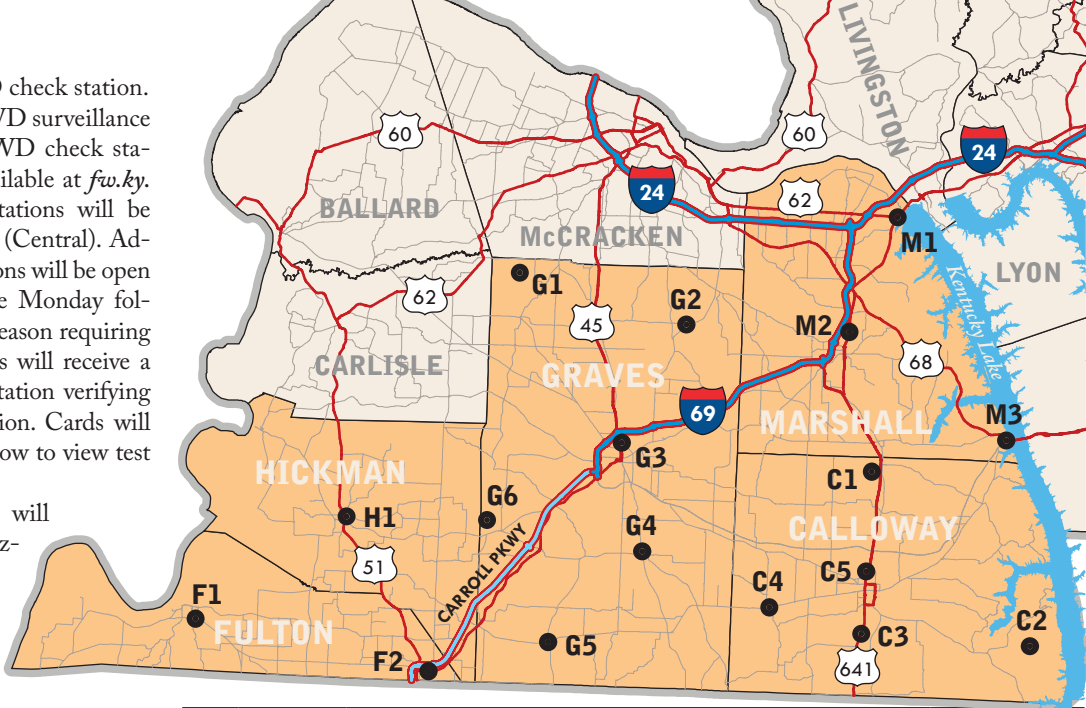 check station.
VD surveillance
WD check sta-
ilable at fw.ky.
tations will be
(Central). Ad-
ons will be open
e Monday fol-
eason requiring
s will receive a
tation verifying
ion. Cards will
ow to view test
will
z-
LIVINGSTON
60
60
24
24
62
BALLARD
McCRACKEN
M1
LYON
Kentucky Lake
G1
62
G2
45
M2
CARLISLE
GRAVES
68
69
MARSHALL
M3
G3
HICKMAN
C1
G6
H1
G4
CALLOWAY
CARROLL PKWY
51
C5
C4
F1
FULTON
C2
G5
C3
F2
641